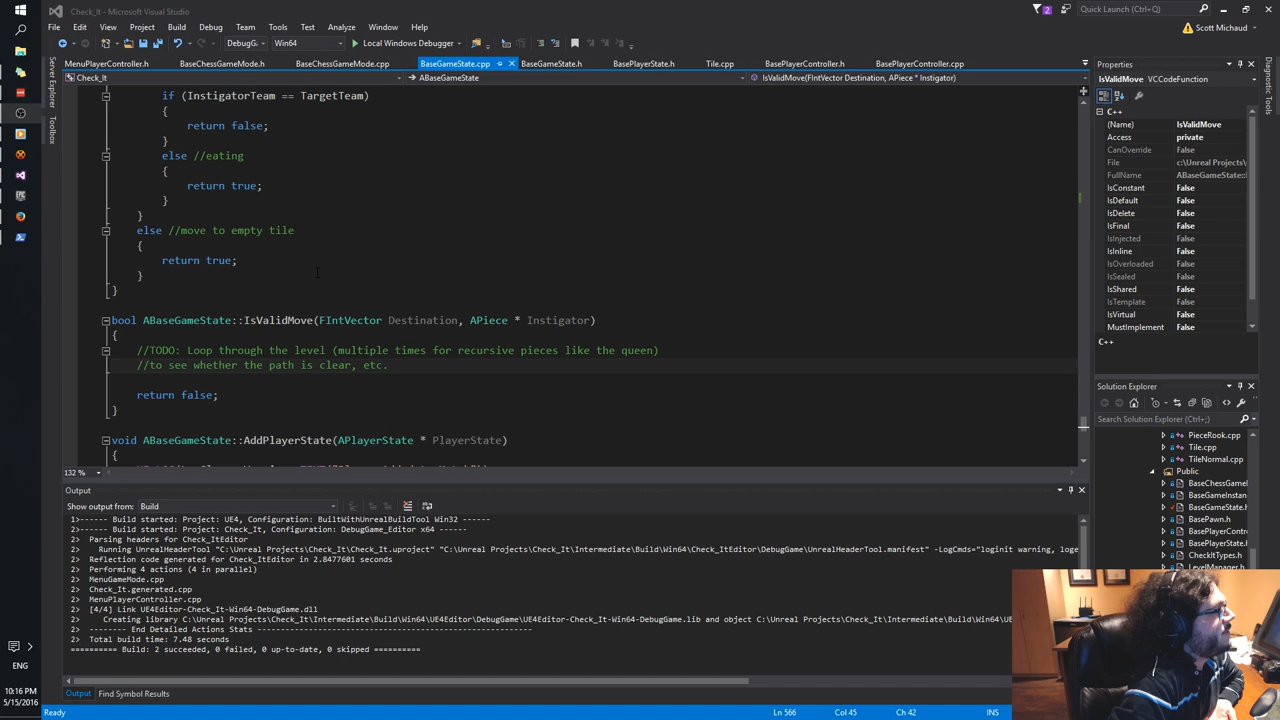 Check_It
Quick Launch (Ctrl+;)
File Edit View Project Build Debug Team Tools Test Analyze Window Help
Scott Michaud
DebugG Win64 Local Windows Debugger
MenuPlayerController.h BaseChessGameMode.h BaseChessGameMode.cpp BaseGameState.cpp BaseGameState.h BasePlayerState.h Tile.cpp BasePlayerController.h BasePlayerController.cpp
Check_It ABaseGameState IsValidMove(FIntVector Destination, APiece * Instigator)
Server Explorer
Toolbox
if (InstigatorTeam == TargetTeam)
{
return false;
}
else //eating
{
return true;
}
}
else //move to empty tile
{
return true;
}
}
bool ABaseGameState::IsValidMove(FIntVector Destination, APiece * Instigator)
{
//TODO: Loop through the level (multiple times for recursive pieces like the queen)
//to see whether the path is clear, etc.
return false;
}
void ABaseGameState::AddPlayerState(APlayerState * PlayerState)
{
132 %
Output
Show output from: Build
1>------ Build started: Project: UE4, Configuration: BuiltWithUnrealBuildTool Win32 ------
2>------ Build started: Project: Check_It, Configuration: DebugGame_Editor x64 ------
2> Parsing headers for Check_ItEditor
2> Running UnrealHeaderTool "C:\Unreal Projects\Check_It\Check_It.uproject" "C:\Unreal Projects\Check_It\Intermediate\Build\Win64\Check_ItEditor\DebugGame\UnrealHeaderTool.manifest" -LogCmds="loginit warning, loge
2> Reflection code generated for Check_ItEditor in 2.8477601 seconds
2> Performing 4 actions (4 in parallel)
2> MenuGameMode.cpp
2> Check_It.generated.cpp
2> MenuPlayerController.cpp
2> [4/4] Link UE4Editor-Check_It-Win64-DebugGame.dll
2> Creating library C:\Unreal Projects\Check_It\Intermediate\Build\Win64\UE4Editor\DebugGame\UE4Editor-Check_It-Win64-DebugGame.lib and object C:\Unreal Projects\Check_It\Intermediate\Build\Win64\UE
2> -------- End Detailed Actions Stats -----------------------------------------------------------
2> Total build time: 7.48 seconds
========== Build: 2 succeeded, 0 failed, 0 up-to-date, 0 skipped ==========
Output Find Symbol Results
Ready Ln 566 Col 45 Ch 42 INS
Properties
IsValidMove VCCodeFunction
C++
(Name) IsValidMove
Access private
CanOverride False
File c:\Unreal Projects\
FullName ABaseGameState::
IsConstant False
IsDefault False
IsDelete False
IsFinal False
IsInjected False
IsInline False
IsOverloaded False
IsSealed False
IsShared False
IsTemplate False
IsVirtual False
MustImplement False
C++
Solution Explorer
Search Solution Explorer (Ctrl+;)
PieceRook.cpp
Tile.cpp
TileNormal.cpp
Public
BaseChessGameI
BaseGameInstan
BaseGameState.h
BasePawn.h
BasePlayerContr
BasePlayerState.h
CheckItTypes.h
LevelManager.h
Diagnostic Tools
2
ENG
10:16 PM
5/15/2016